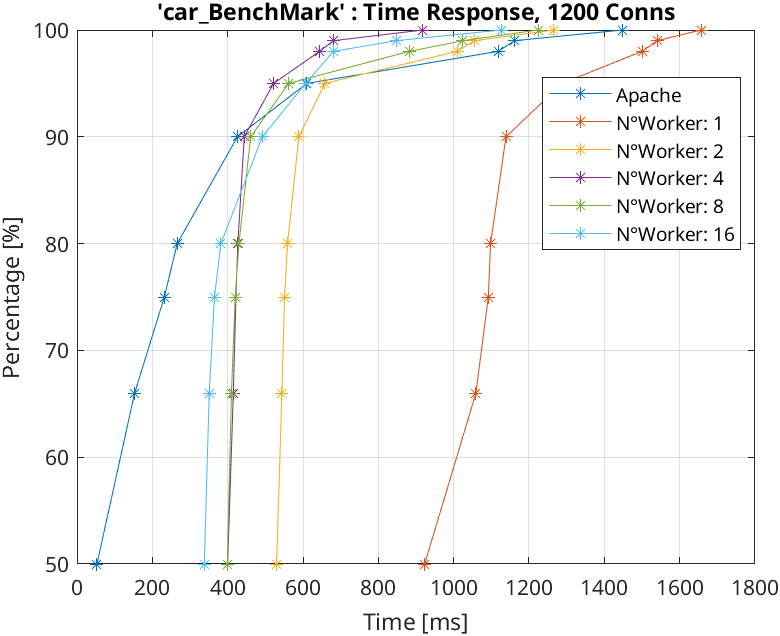 'car_BenchMark' : Time Response, 1200 Conns
100
90
80
70
60
50
Percentage [%]
Apache
N°Worker: 1
N°Worker: 2
N°Worker: 4
N°Worker: 8
N°Worker: 16
0 200 400 600 800 1000 1200 1400 1600 1800
Time [ms]